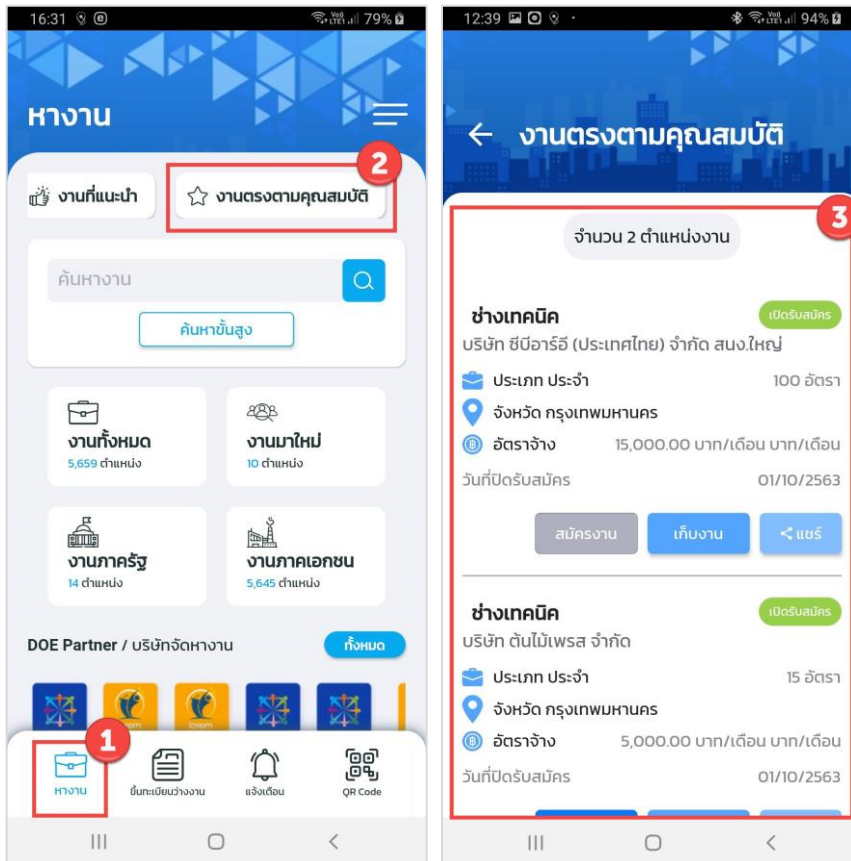 16:31
79%
หางาน
2
งานที่แนะนำ
งานตรงตามคุณสมบัติ
ค้นหางาน
ค้นหาขั้นสูง
งานทั้งหมด
5,659 ตำแหน่ง
งานมาใหม่
10 ตำแหน่ง
งานภาครัฐ
14 ตำแหน่ง
งานภาคเอกชน
5,645 ตำแหน่ง
DOE Partner / บริษัทจัดหางาน
ทั้งหมด
lorem
lorem
1
หางาน
ขึ้นทะเบียนว่างงาน
แจ้งเตือน
QR Code
12:39
94%
งานตรงตามคุณสมบัติ
3
จำนวน 2 ตำแหน่งงาน
ช่างเทคนิค
เปิดรับสมัคร
บริษัท ซีบีอาร์อี (ประเทศไทย) จำกัด สนง.ใหญ่
ประเภท ประจำ
100 อัตรา
จังหวัด กรุงเทพมหานคร
อัตราจ้าง
15,000.00 บาท/เดือน บาท/เดือน
วันที่ปิดรับสมัคร
01/10/2563
สมัครงาน
เก็บงาน
แชร์
ช่างเทคนิค
เปิดรับสมัคร
บริษัท ต้นไม้เพรส จำกัด
ประเภท ประจำ
15 อัตรา
จังหวัด กรุงเทพมหานคร
อัตราจ้าง
5,000.00 บาท/เดือน บาท/เดือน
วันที่ปิดรับสมัคร
01/10/2563